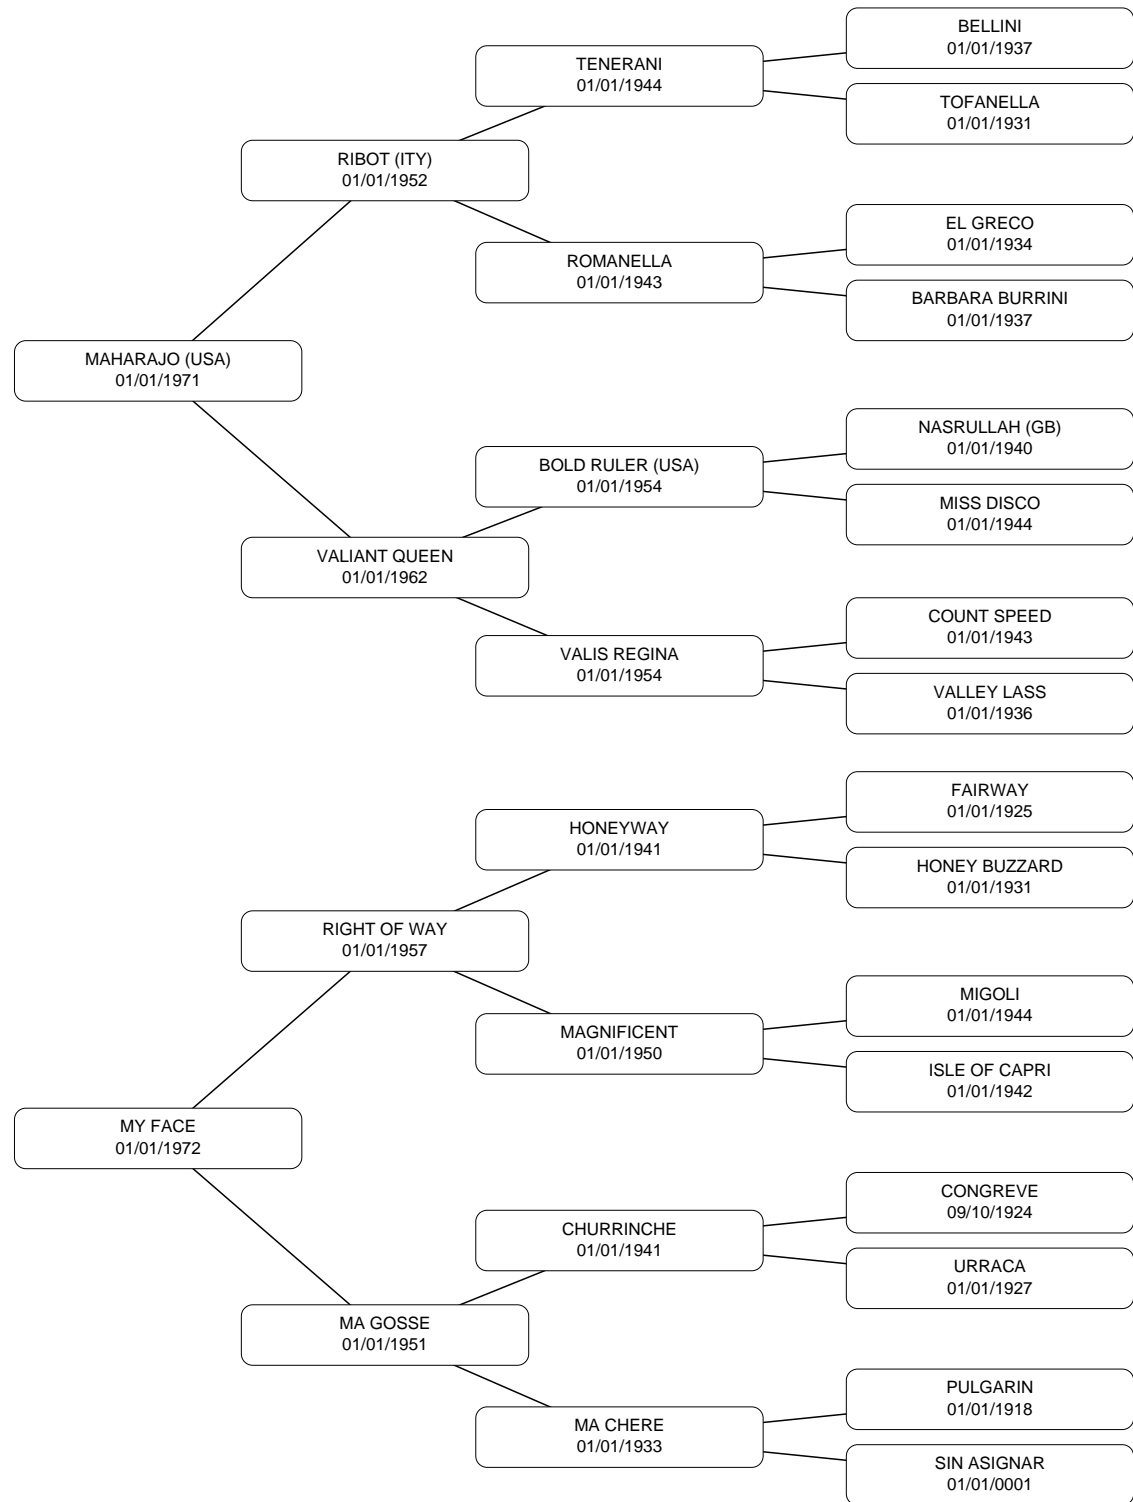 BELLINI
01/01/1937
TENERANI
01/01/1944
TOFANELLA
01/01/1931
RIBOT (ITY)
01/01/1952
EL GRECO
01/01/1934
ROMANELLA
01/01/1943
BARBARA BURRINI
01/01/1937
MAHARAJO (USA)
01/01/1971
NASRULLAH (GB)
01/01/1940
BOLD RULER (USA)
01/01/1954
MISS DISCO
01/01/1944
VALIANT QUEEN
01/01/1962
COUNT SPEED
01/01/1943
VALIS REGINA
01/01/1954
VALLEY LASS
01/01/1936
FAIRWAY
01/01/1925
HONEYWAY
01/01/1941
HONEY BUZZARD
01/01/1931
RIGHT OF WAY
01/01/1957
MIGOLI
01/01/1944
MAGNIFICENT
01/01/1950
ISLE OF CAPRI
01/01/1942
MY FACE
01/01/1972
CONGREVE
09/10/1924
CHURRINCHE
01/01/1941
URRACA
01/01/1927
MA GOSSE
01/01/1951
PULGARIN
01/01/1918
MA CHERE
01/01/1933
SIN ASIGNAR
01/01/0001